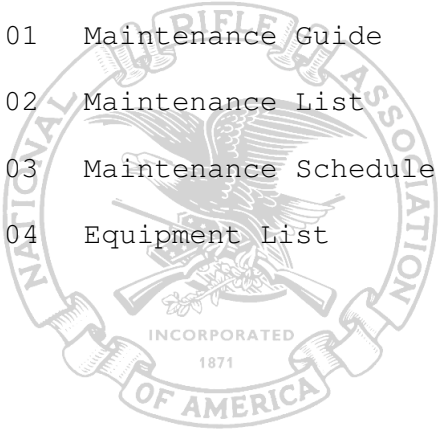 01 Maintenance Guide
02 Maintenance List
03 Maintenance Schedule
04 Equipment List
NATIONAL RIFLE ASSOCIATION
INCORPORATED
1871
OF AMERICA